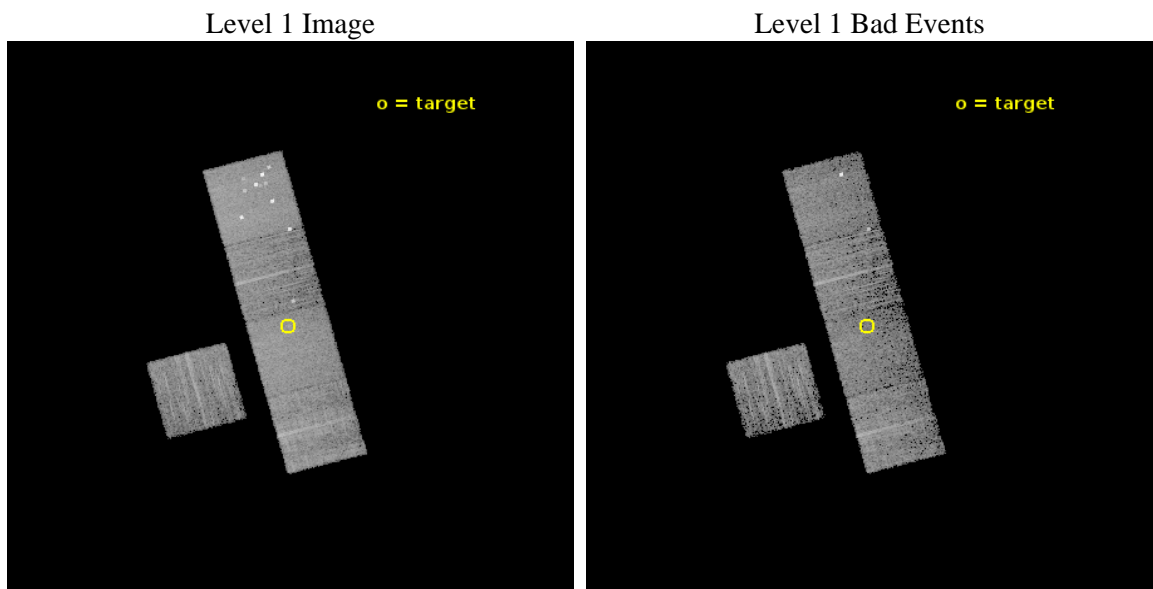 Level 1 Image
Level 1 Bad Events
o = target
o = target